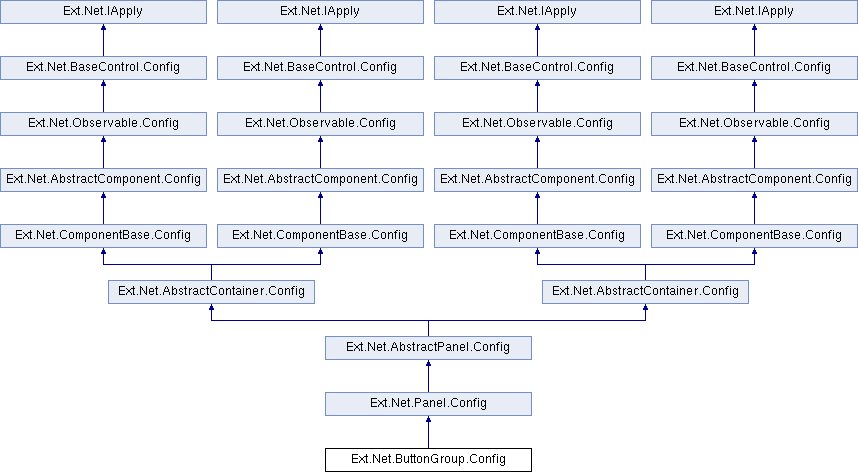 Ext.Net.IApply
Ext.Net.IApply
Ext.Net.IApply
Ext.Net.IApply
Ext.Net.BaseControl.Config
Ext.Net.BaseControl.Config
Ext.Net.BaseControl.Config
Ext.Net.BaseControl.Config
Ext.Net.Observable.Config
Ext.Net.Observable.Config
Ext.Net.Observable.Config
Ext.Net.Observable.Config
Ext.Net.AbstractComponent.Config
Ext.Net.AbstractComponent.Config
Ext.Net.AbstractComponent.Config
Ext.Net.AbstractComponent.Config
Ext.Net.ComponentBase.Config
Ext.Net.ComponentBase.Config
Ext.Net.ComponentBase.Config
Ext.Net.ComponentBase.Config
Ext.Net.AbstractContainer.Config
Ext.Net.AbstractContainer.Config
Ext.Net.AbstractPanel.Config
Ext.Net.Panel.Config
Ext.Net.ButtonGroup.Config